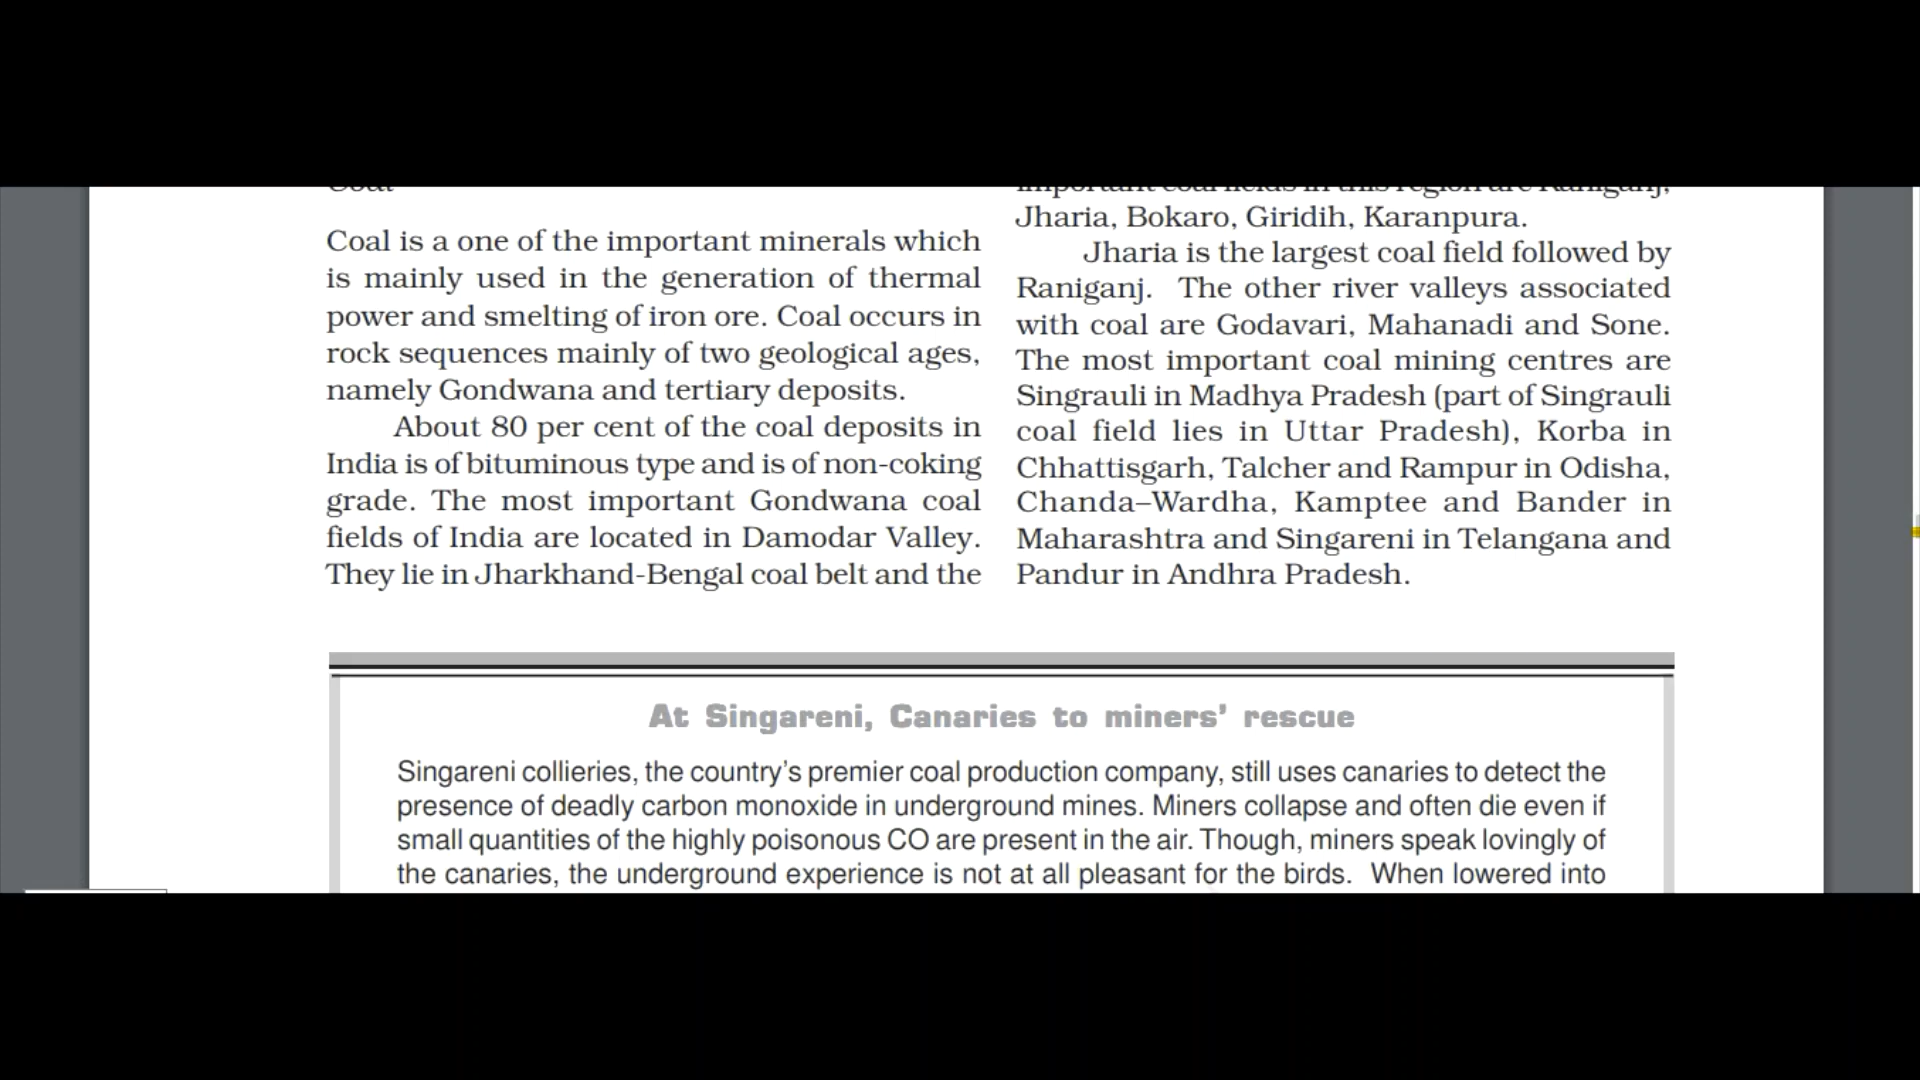 Coal
Coal is a one of the important minerals which
is mainly used in the generation of thermal
power and smelting of iron ore. Coal occurs in
rock sequences mainly of two geological ages,
namely Gondwana and tertiary deposits.
About 80 per cent of the coal deposits in
India is of bituminous type and is of non-coking
grade. The most important Gondwana coal
fields of India are located in Damodar Valley.
They lie in Jharkhand-Bengal coal belt and the
important coal fields in this region are Raniganj,
Jharia, Bokaro, Giridih, Karanpura.
Jharia is the largest coal field followed by
Raniganj. The other river valleys associated
with coal are Godavari, Mahanadi and Sone.
The most important coal mining centres are
Singrauli in Madhya Pradesh (part of Singrauli
coal field lies in Uttar Pradesh), Korba in
Chhattisgarh, Talcher and Rampur in Odisha,
Chanda–Wardha, Kamptee and Bander in
Maharashtra and Singareni in Telangana and
Pandur in Andhra Pradesh.
At Singareni, Canaries to miners’ rescue
Singareni collieries, the country’s premier coal production company, still uses canaries to detect the
presence of deadly carbon monoxide in underground mines. Miners collapse and often die even if
small quantities of the highly poisonous CO are present in the air. Though, miners speak lovingly of
the canaries, the underground experience is not at all pleasant for the birds. When lowered into